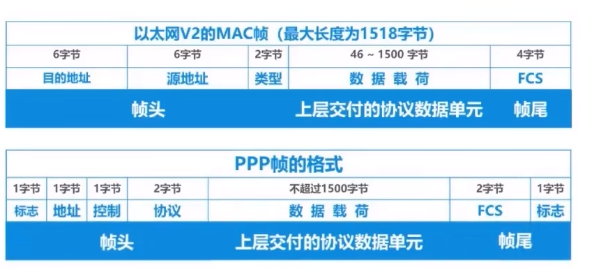 以太网V2的MAC帧（最大长度为1518字节）
6字节 6字节 2字节 46 ~ 1500 字节 4字节
目的地址 源地址 类型 数 据 载 荷 FCS
帧头 上层交付的协议数据单元 帧尾
PPP帧的格式
1字节 1字节 1字节 2字节 不超过1500字节 2字节 1字节
标志 地址 控制 协议 数 据 载 荷 FCS 标志
帧头 上层交付的协议数据单元 帧尾